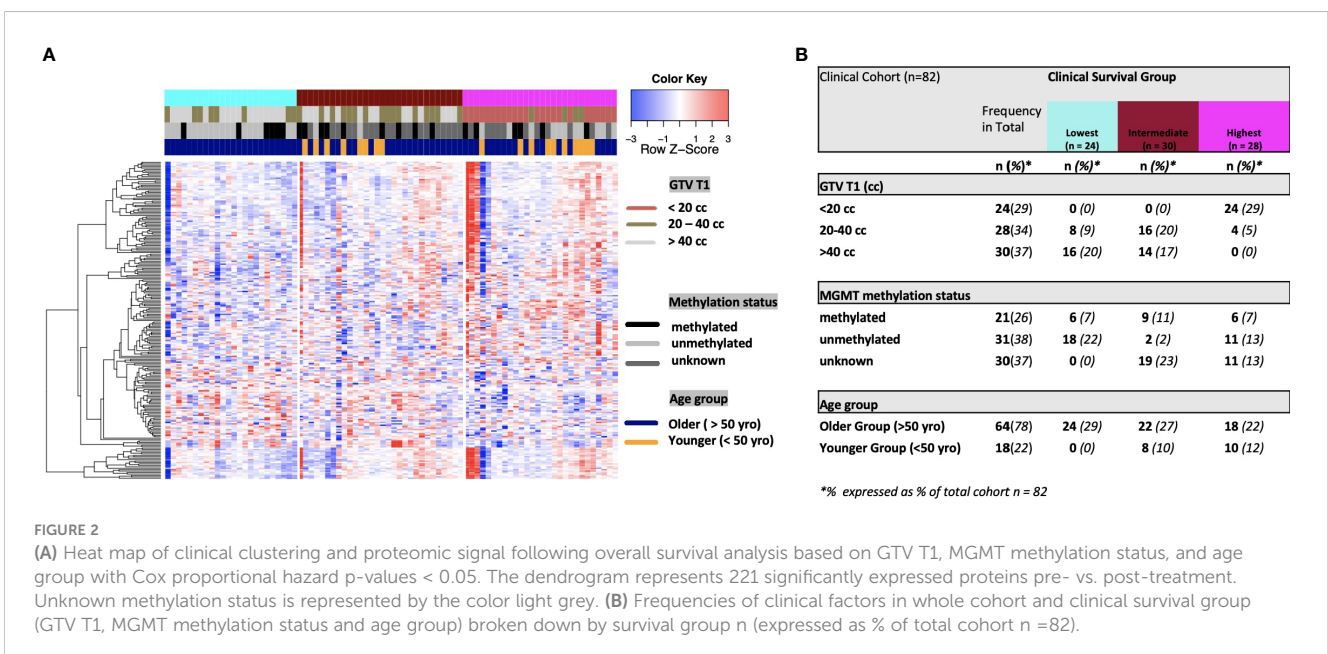 A
Color Key
−3 −1 1 2 3
Row Z−Score
GTV T1
< 20 cc
20 – 40 cc
> 40 cc
Methylation status
methylated
unmethylated
unknown
Age group
Older ( > 50 yro)
Younger ( < 50 yro)
B
Clinical Cohort (n=82) Clinical Survival Group
Frequency
in Total
Lowest Intermediate Highest
(n = 24) (n = 30) (n = 28)
n (%)* n (%)* n (%)* n (%)*
GTV T1 (cc)
<20 cc 24(29) 0 (0) 0 (0) 24 (29)
20-40 cc 28(34) 8 (9) 16 (20) 4 (5)
>40 cc 30(37) 16 (20) 14 (17) 0 (0)
MGMT methylation status
methylated 21(26) 6 (7) 9 (11) 6 (7)
unmethylated 31(38) 18 (22) 2 (2) 11 (13)
unknown 30(37) 0 (0) 19 (23) 11 (13)
Age group
Older Group (>50 yro) 64(78) 24 (29) 22 (27) 18 (22)
Younger Group (<50 yro) 18(22) 0 (0) 8 (10) 10 (12)
*% expressed as % of total cohort n = 82
FIGURE 2
(A) Heat map of clinical clustering and proteomic signal following overall survival analysis based on GTV T1, MGMT methylation status, and age
group with Cox proportional hazard p-values < 0.05. The dendrogram represents 221 significantly expressed proteins pre- vs. post-treatment.
Unknown methylation status is represented by the color light grey. (B) Frequencies of clinical factors in whole cohort and clinical survival group
(GTV T1, MGMT methylation status and age group) broken down by survival group n (expressed as % of total cohort n =82).